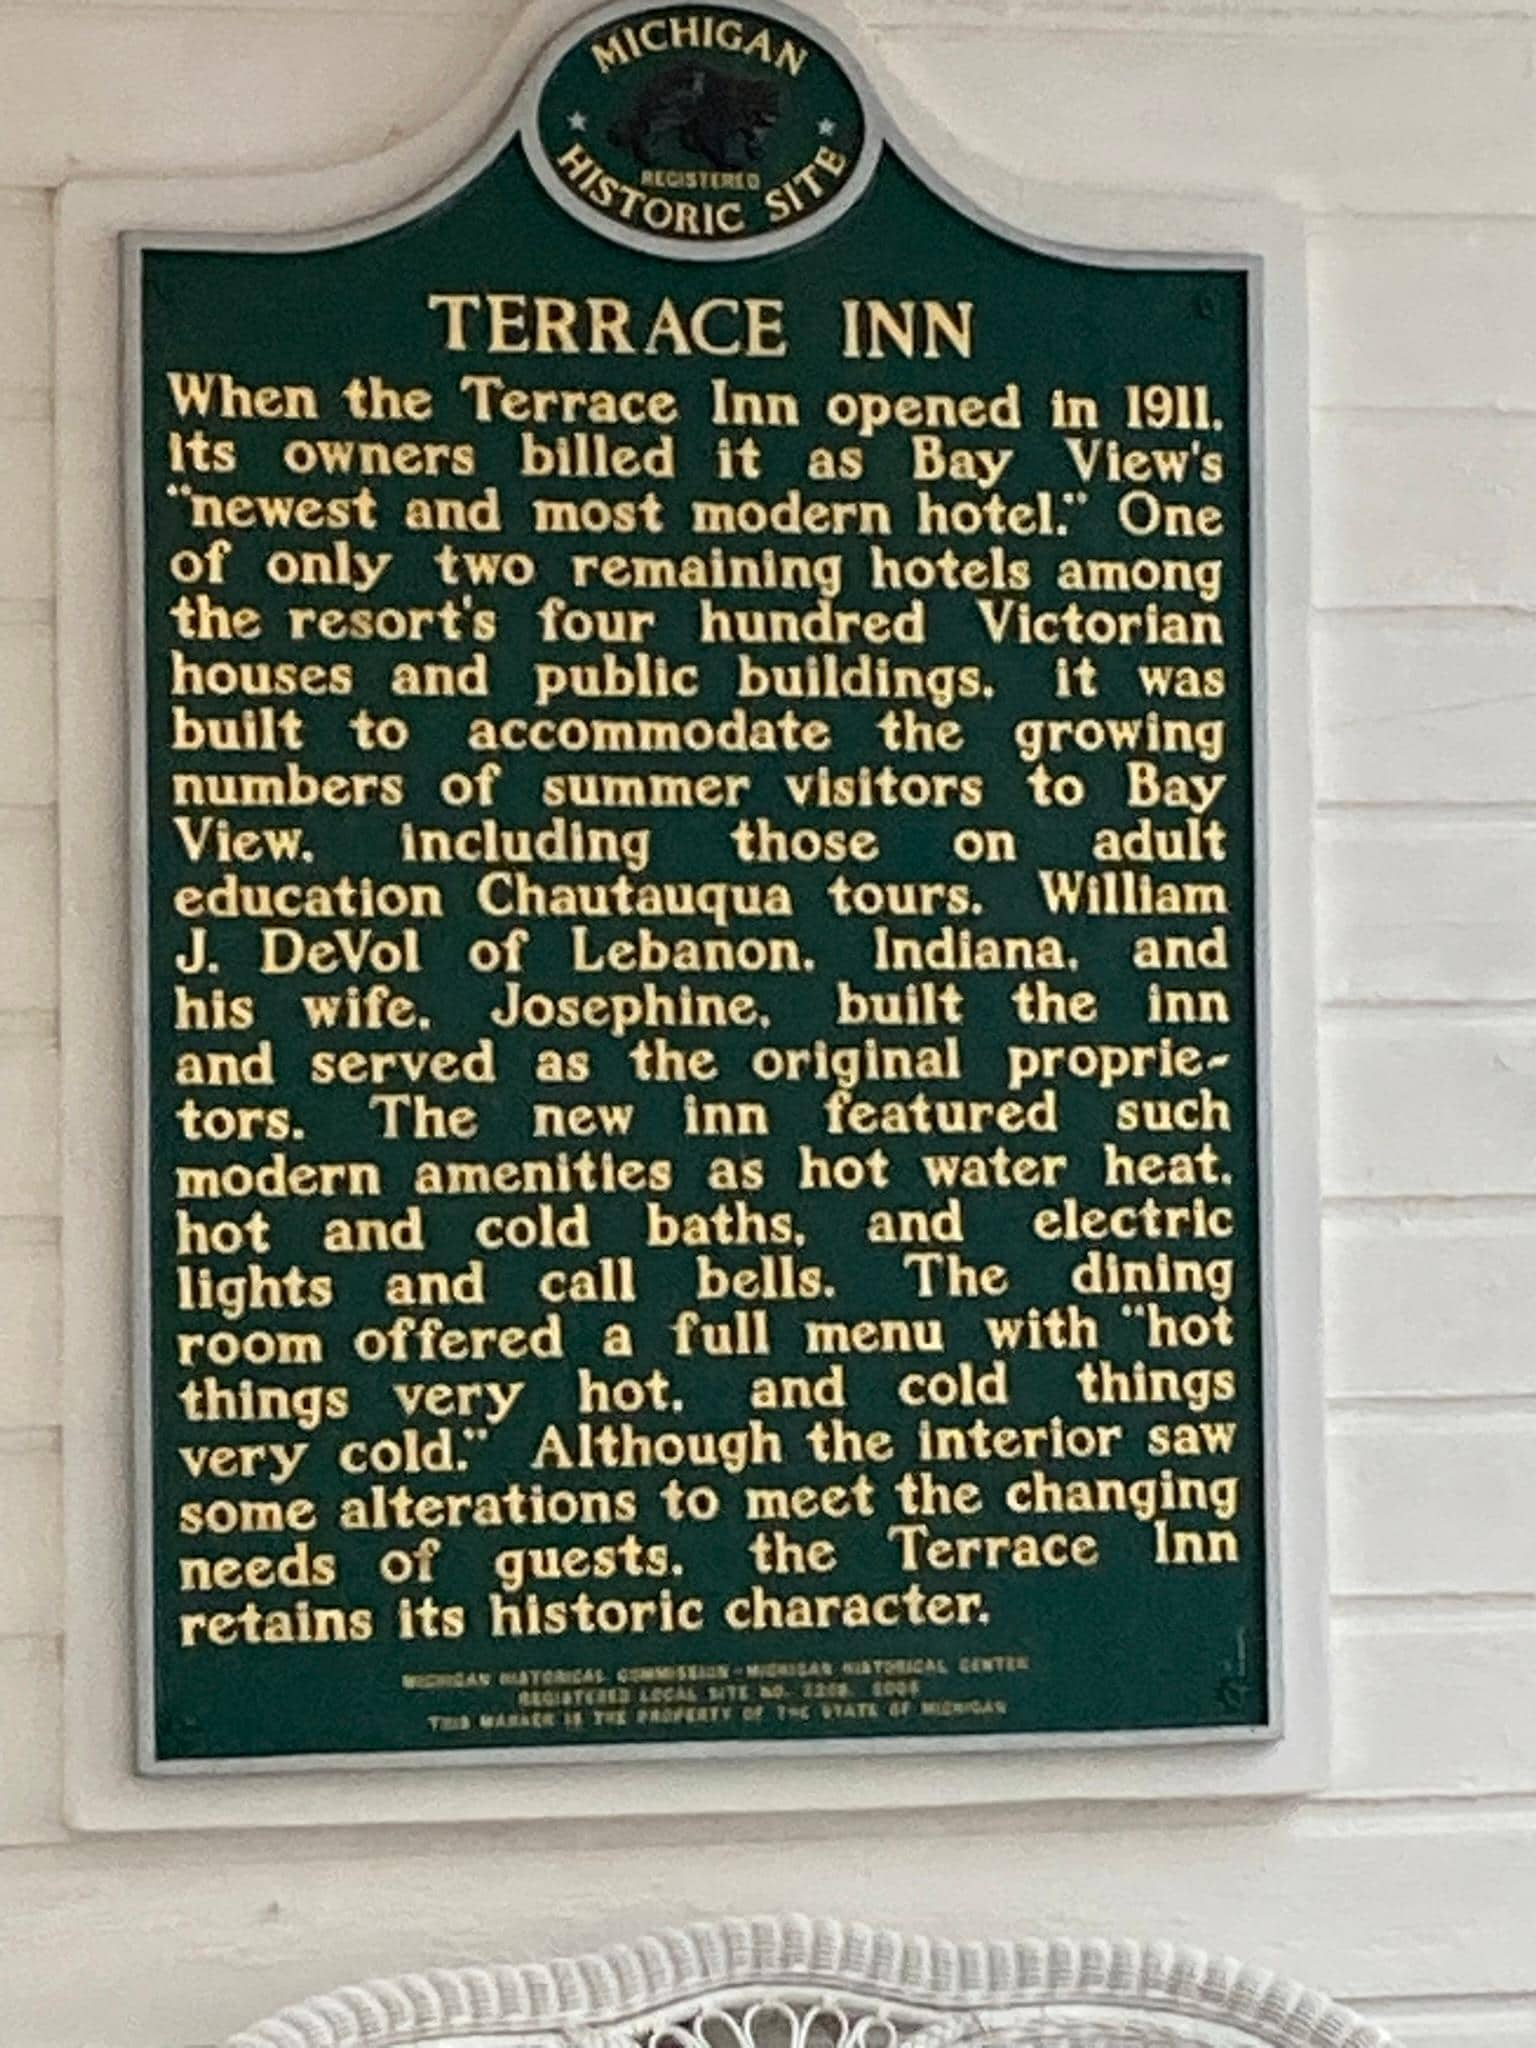 MICHIGAN
REGISTERED
HISTORIC SITE
TERRACE INN
When the Terrace Inn opened in 1911,
its owners billed it as Bay View's
"newest and most modern hotel." One
of only two remaining hotels among
the resort's four hundred Victorian
houses and public buildings, it was
built to accommodate the growing
numbers of summer visitors to Bay
View, including those on adult
education Chautauqua tours. William
J. DeVol of Lebanon, Indiana, and
his wife, Josephine, built the inn
and served as the original proprie-
tors. The new inn featured such
modern amenities as hot water heat,
hot and cold baths, and electric
lights and call bells. The dining
room offered a full menu with "hot
things very hot, and cold things
very cold." Although the interior saw
some alterations to meet the changing
needs of guests, the Terrace Inn
retains its historic character.
MICHIGAN HISTORICAL COMMISSION - MICHIGAN HISTORICAL CENTER
REGISTERED LOCAL SITE NO.
THIS MARKER IS THE PROPERTY OF THE STATE OF MICHIGAN